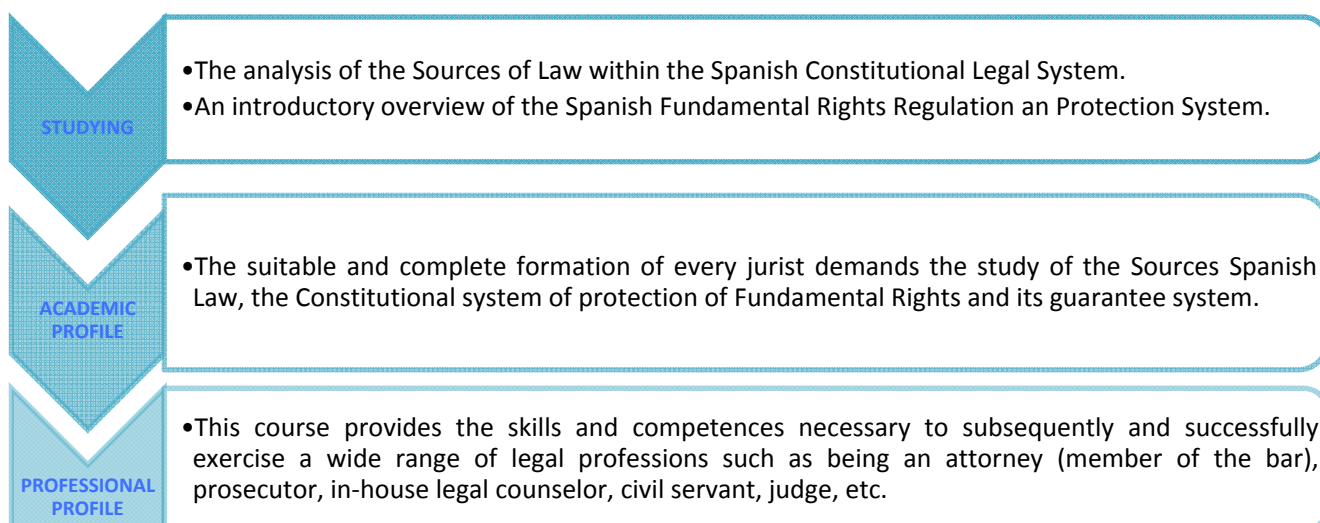 STUDYING
•The analysis of the Sources of Law within the Spanish Constitutional Legal System.
•An introductory overview of the Spanish Fundamental Rights Regulation an Protection System.
ACADEMIC
PROFILE
•The suitable and complete formation of every jurist demands the study of the Sources Spanish
Law, the Constitutional system of protection of Fundamental Rights and its guarantee system.
PROFESSIONAL
PROFILE
•This course provides the skills and competences necessary to subsequently and successfully
exercise a wide range of legal professions such as being an attorney (member of the bar),
prosecutor, in-house legal counselor, civil servant, judge, etc.